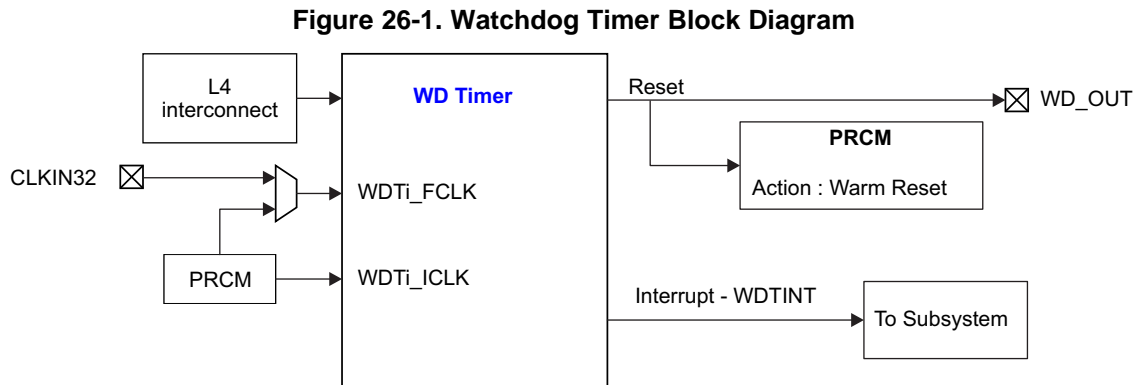 Figure 26-1. Watchdog Timer Block Diagram
L4
interconnect
WD Timer
Reset
WD_OUT
PRCM
Action : Warm Reset
CLKIN32
WDTi_FCLK
PRCM
WDTi_ICLK
Interrupt - WDTINT
To Subsystem